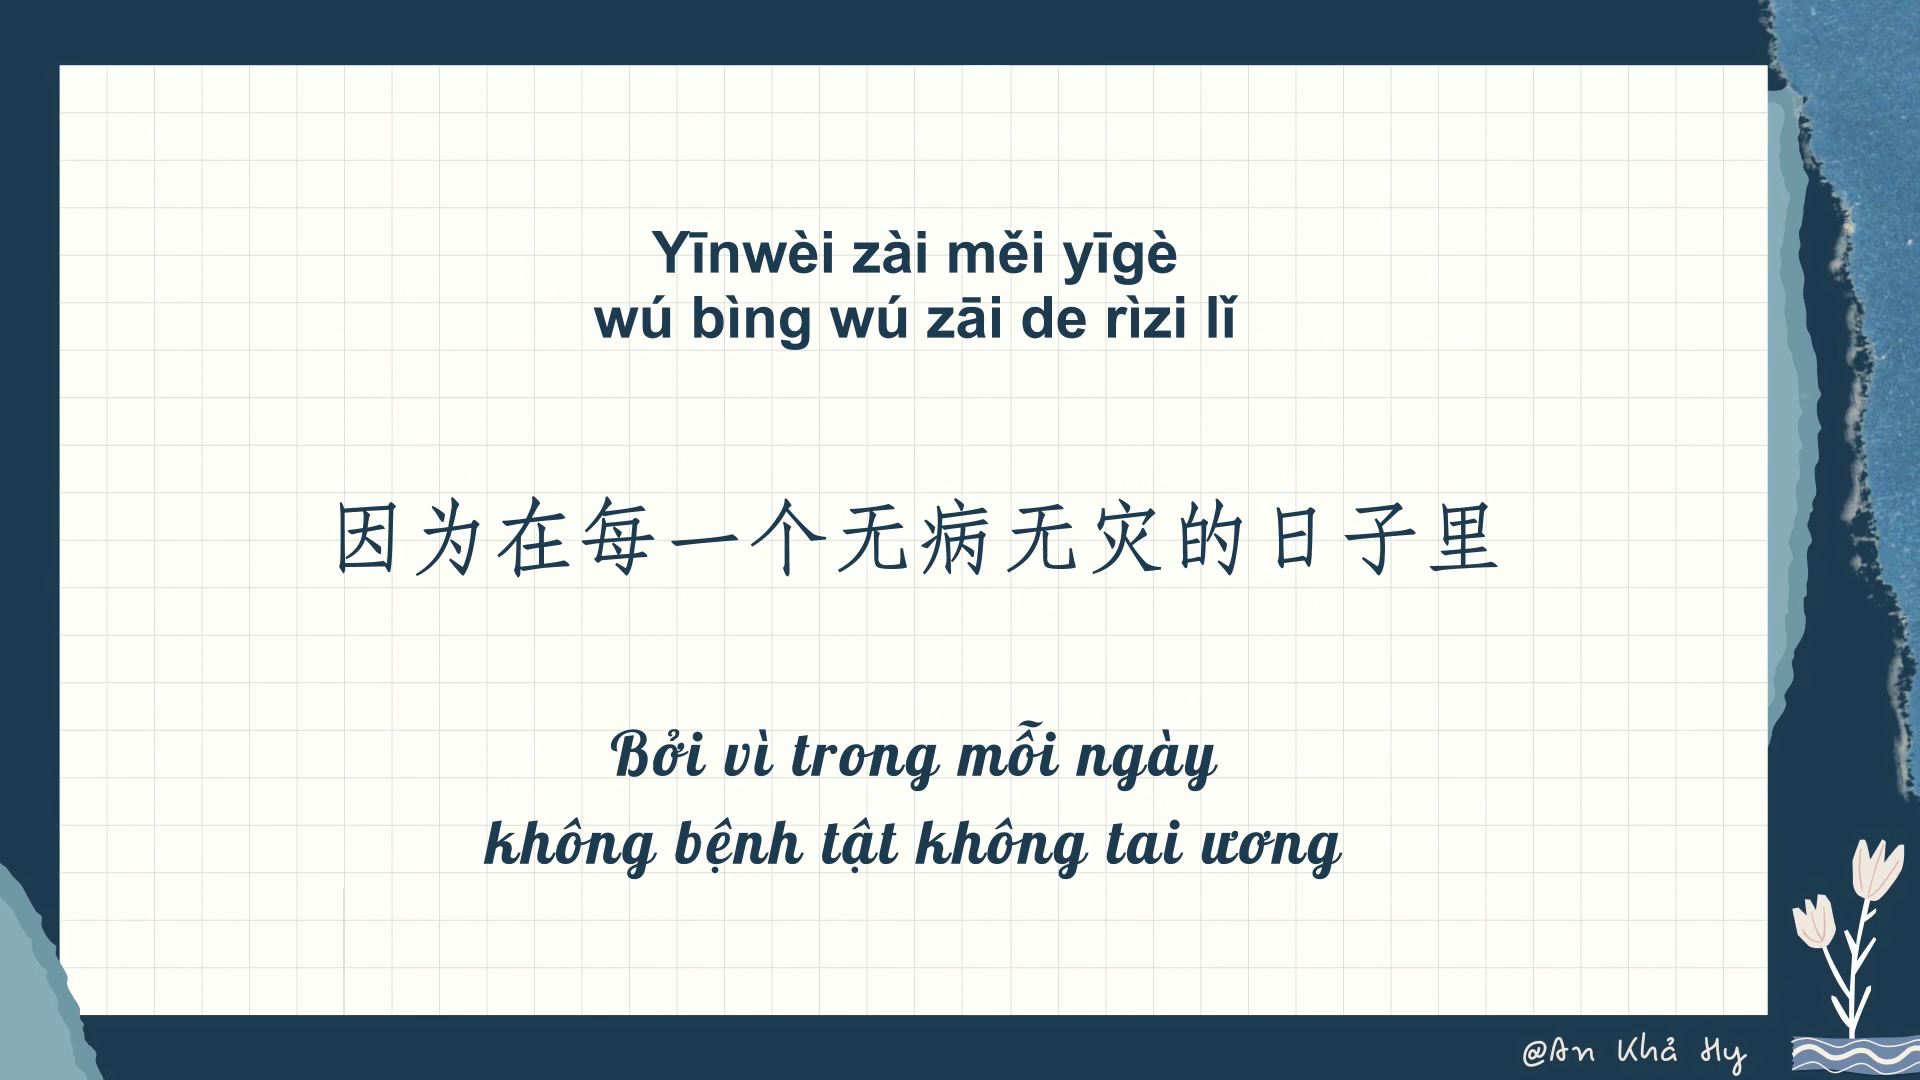 Yīnwèi zài měi yīgè
wú bìng wú zāi de rìzi lǐ
因为在每一个无病无灾的日子里
Bởi vì trong mỗi ngày
không bệnh tật không tai ương
@An Khả Hy